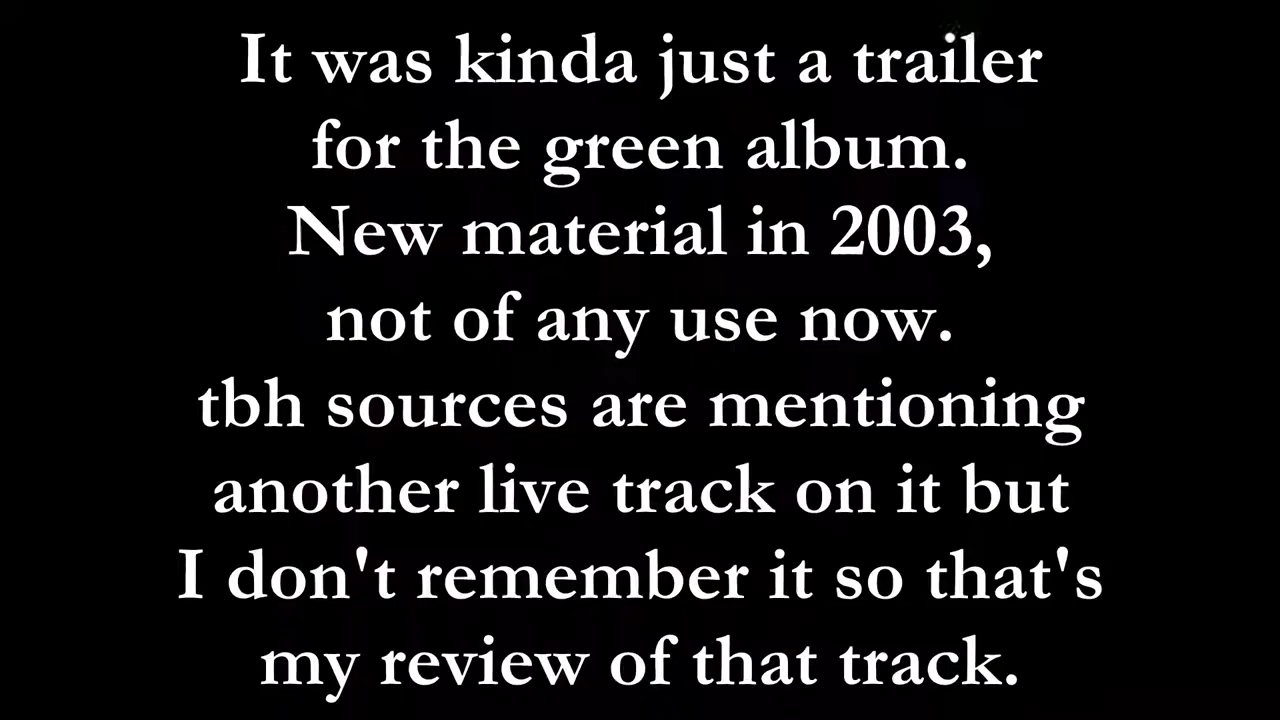 It was kinda just a trailer
for the green album.
New material in 2003,
not of any use now.
tbh sources are mentioning
another live track on it but
I don't remember it so that's
my review of that track.